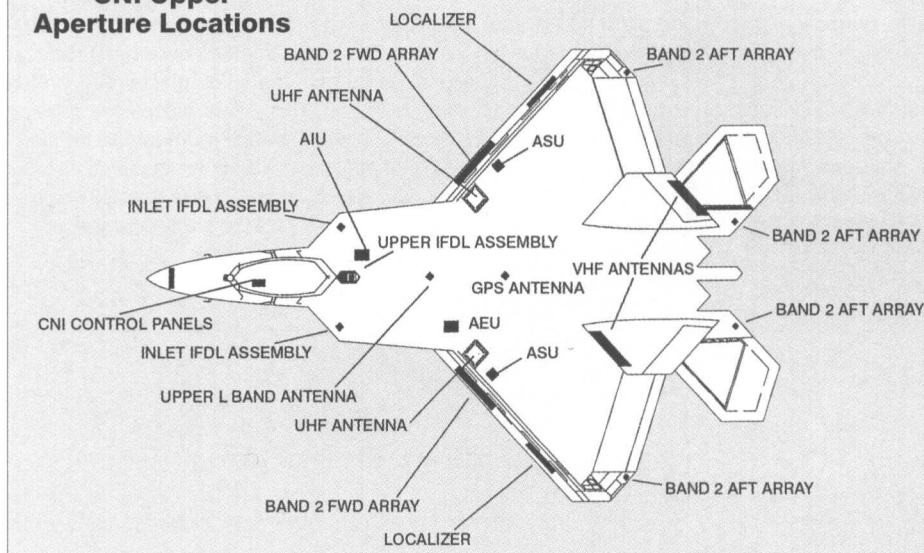 CNI Upper
Aperture Locations
LOCALIZER
BAND 2 FWD ARRAY
BAND 2 AFT ARRAY
UHF ANTENNA
AIU
ASU
INLET IFDL ASSEMBLY
UPPER IFDL ASSEMBLY
BAND 2 AFT ARRAY
VHF ANTENNAS
GPS ANTENNA
CNI CONTROL PANELS
AEU
BAND 2 AFT ARRAY
INLET IFDL ASSEMBLY
ASU
UPPER L BAND ANTENNA
UHF ANTENNA
BAND 2 AFT ARRAY
BAND 2 FWD ARRAY
LOCALIZER